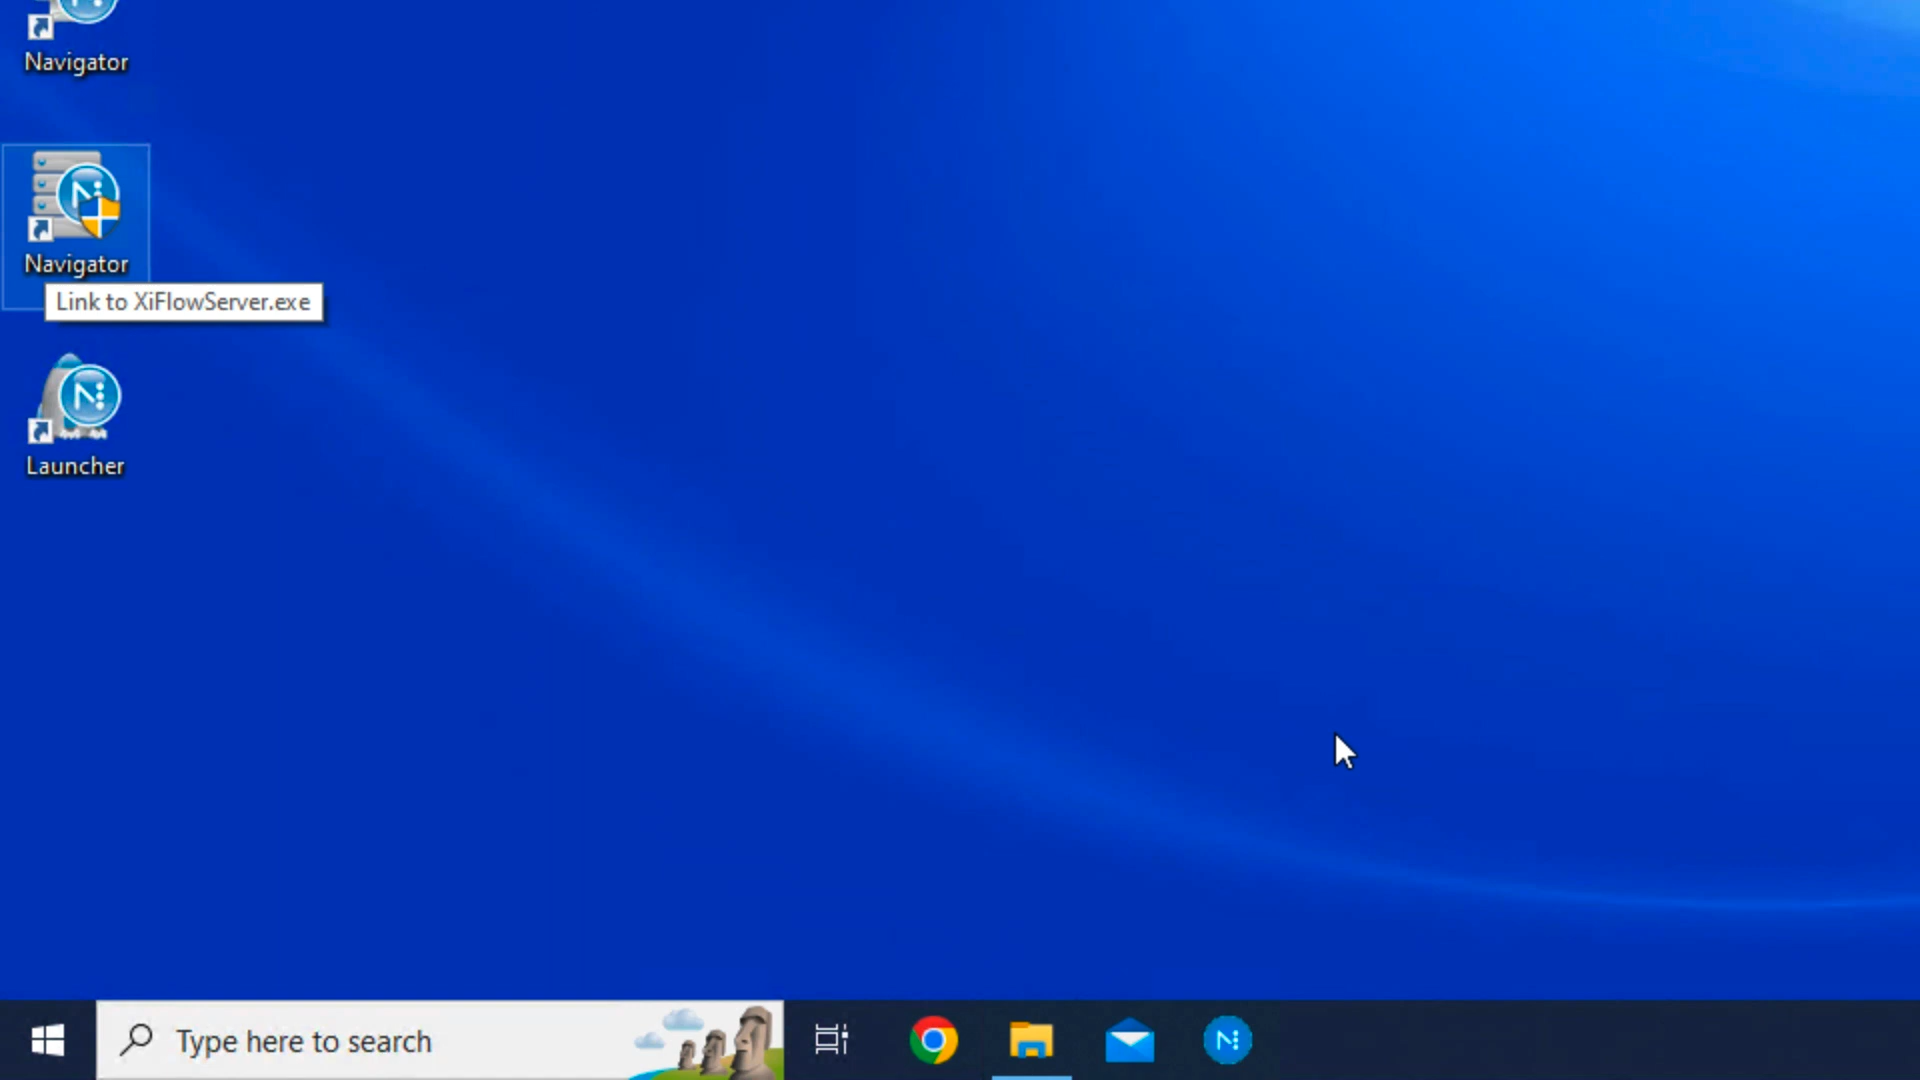 Navigator
Navigator
Link to XiFlowServer.exe
Launcher
Type here to search